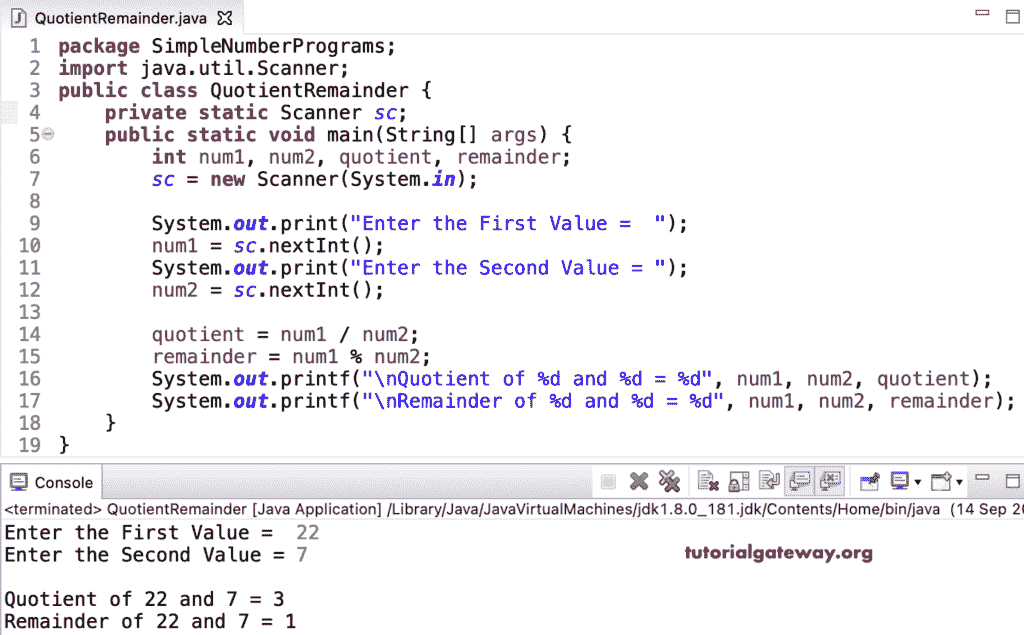 QuotientRemainder.java
1 package SimpleNumberPrograms;
2 import java.util.Scanner;
3 public class QuotientRemainder {
4     private static Scanner sc;
5     public static void main(String[] args) {
6         int num1, num2, quotient, remainder;
7         sc = new Scanner(System.in);
8
9         System.out.print("Enter the First Value =  ");
10         num1 = sc.nextInt();
11         System.out.print("Enter the Second Value = ");
12         num2 = sc.nextInt();
13
14         quotient = num1 / num2;
15         remainder = num1 % num2;
16         System.out.printf("\nQuotient of %d and %d = %d", num1, num2, quotient);
17         System.out.printf("\nRemainder of %d and %d = %d", num1, num2, remainder);
18     }
19 }
Console
<terminated> QuotientRemainder [Java Application] /Library/Java/JavaVirtualMachines/jdk1.8.0_181.jdk/Contents/Home/bin/java (14 Sep 20
Enter the First Value =  22
Enter the Second Value = 7
tutorialgateway.org
Quotient of 22 and 7 = 3
Remainder of 22 and 7 = 1